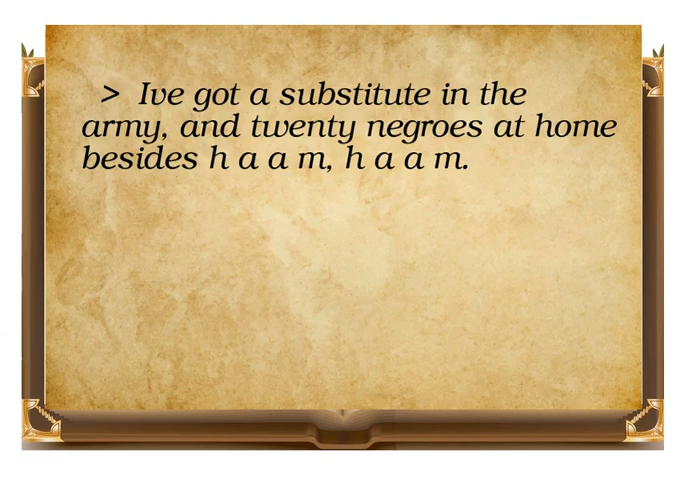 > Ive got a substitute in the
army, and twenty negroes at home
besides h a a m, h a a m.